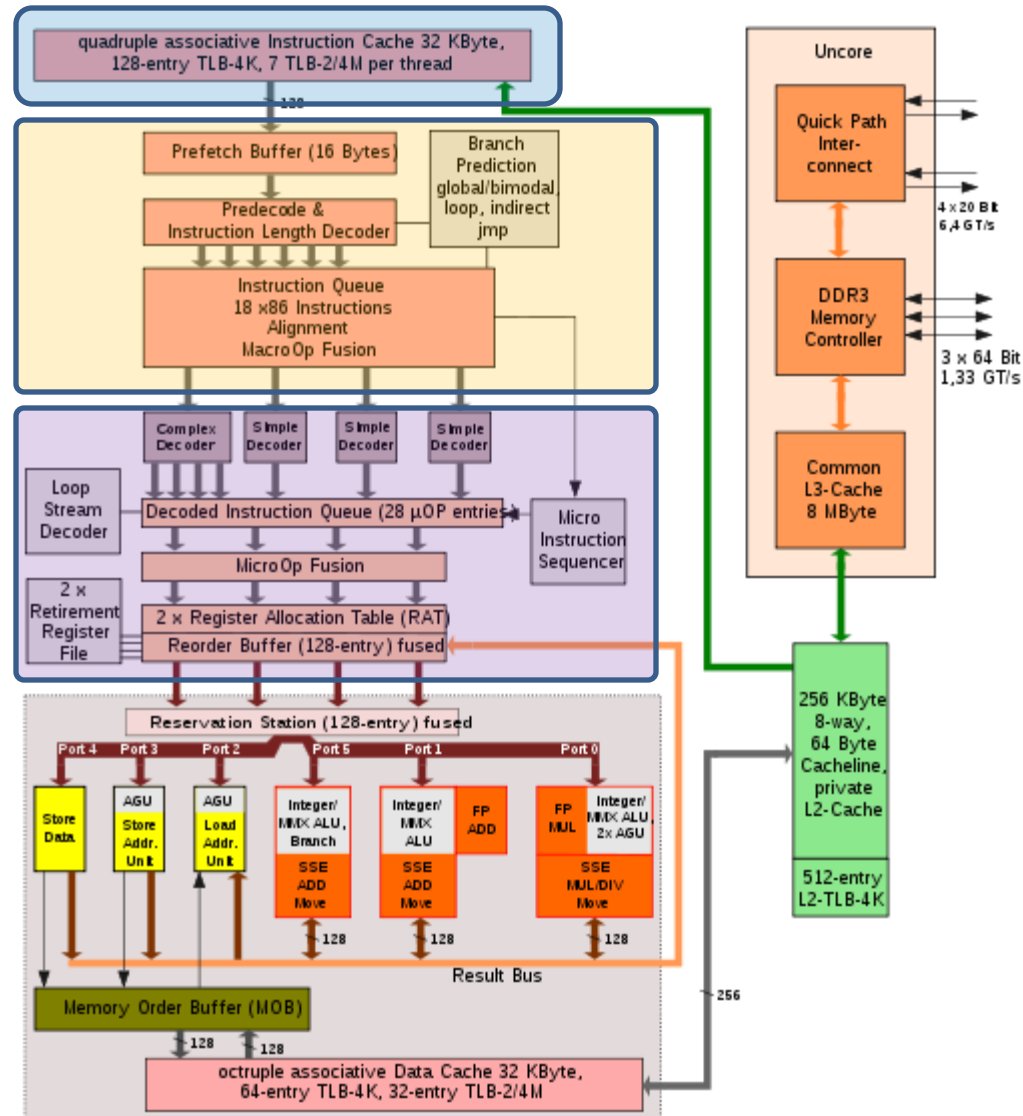 quadruple associative Instruction Cache 32 KByte,
128-entry TLB-4K, 7 TLB-2/4M per thread
128
Prefetch Buffer (16 Bytes)
Branch
Prediction
global/bimodal,
loop, indirect
jmp
Predecode &
Instruction Length Decoder
Instruction Queue
18 x86 Instructions
Alignment
MacroOp Fusion
Complex
Decoder
Simple
Decoder
Simple
Decoder
Simple
Decoder
Loop
Stream
Decoder
Decoded Instruction Queue (28 µOP entries)
Micro
Instruction
Sequencer
MicroOp Fusion
2 x
Retirement
Register
File
2 x Register Allocation Table (RAT)
Reorder Buffer (128-entry) fused
Reservation Station (128-entry) fused
Port 4
Port 3
Port 2
Port 5
Port 1
Port 0
Store
Data
AGU
Store
Addr.
Unit
AGU
Load
Addr.
Unit
Integer/
MMX ALU,
Branch
SSE
ADD
Move
Integer/
MMX
ALU
FP
ADD
SSE
ADD
Move
FP
MUL
Integer/
MMX ALU,
2x AGU
SSE
MUL/DIV
Move
128
128
128
Result Bus
Memory Order Buffer (MOB)
128
128
octruple associative Data Cache 32 KByte,
64-entry TLB-4K, 32-entry TLB-2/4M
Uncore
Quick Path
Inter-
connect
4 x 20 Bit
6,4 GT/s
DDR3
Memory
Controller
3 x 64 Bit
1,33 GT/s
Common
L3-Cache
8 MByte
256 KByte
8-way,
64 Byte
Cacheline,
private
L2-Cache
512-entry
L2-TLB-4K
256